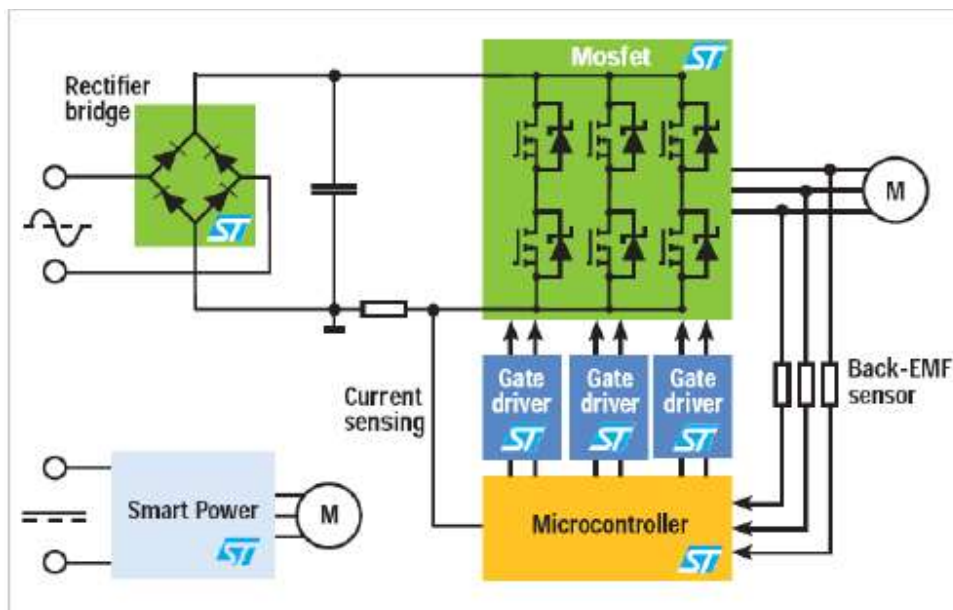 Mosfet
ST
Rectifier
bridge
ST
M
Back-EMF
sensor
Gate
driver
ST
Gate
driver
ST
Gate
driver
ST
Current
sensing
Smart Power
ST
M
Microcontroller
ST